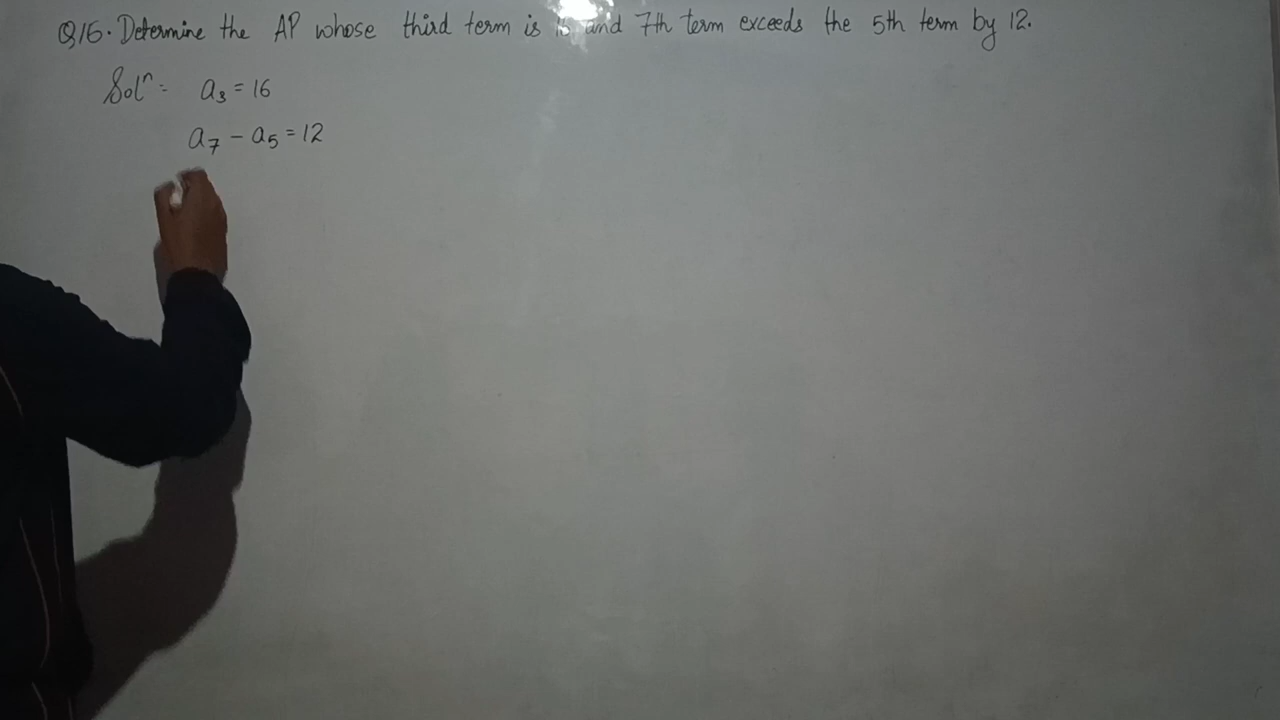 Q16. Determine the AP whose third term is 16 and 7th term exceeds the 5th term by 12.
Solⁿ = a₃ = 16
a₇ - a₅ = 12